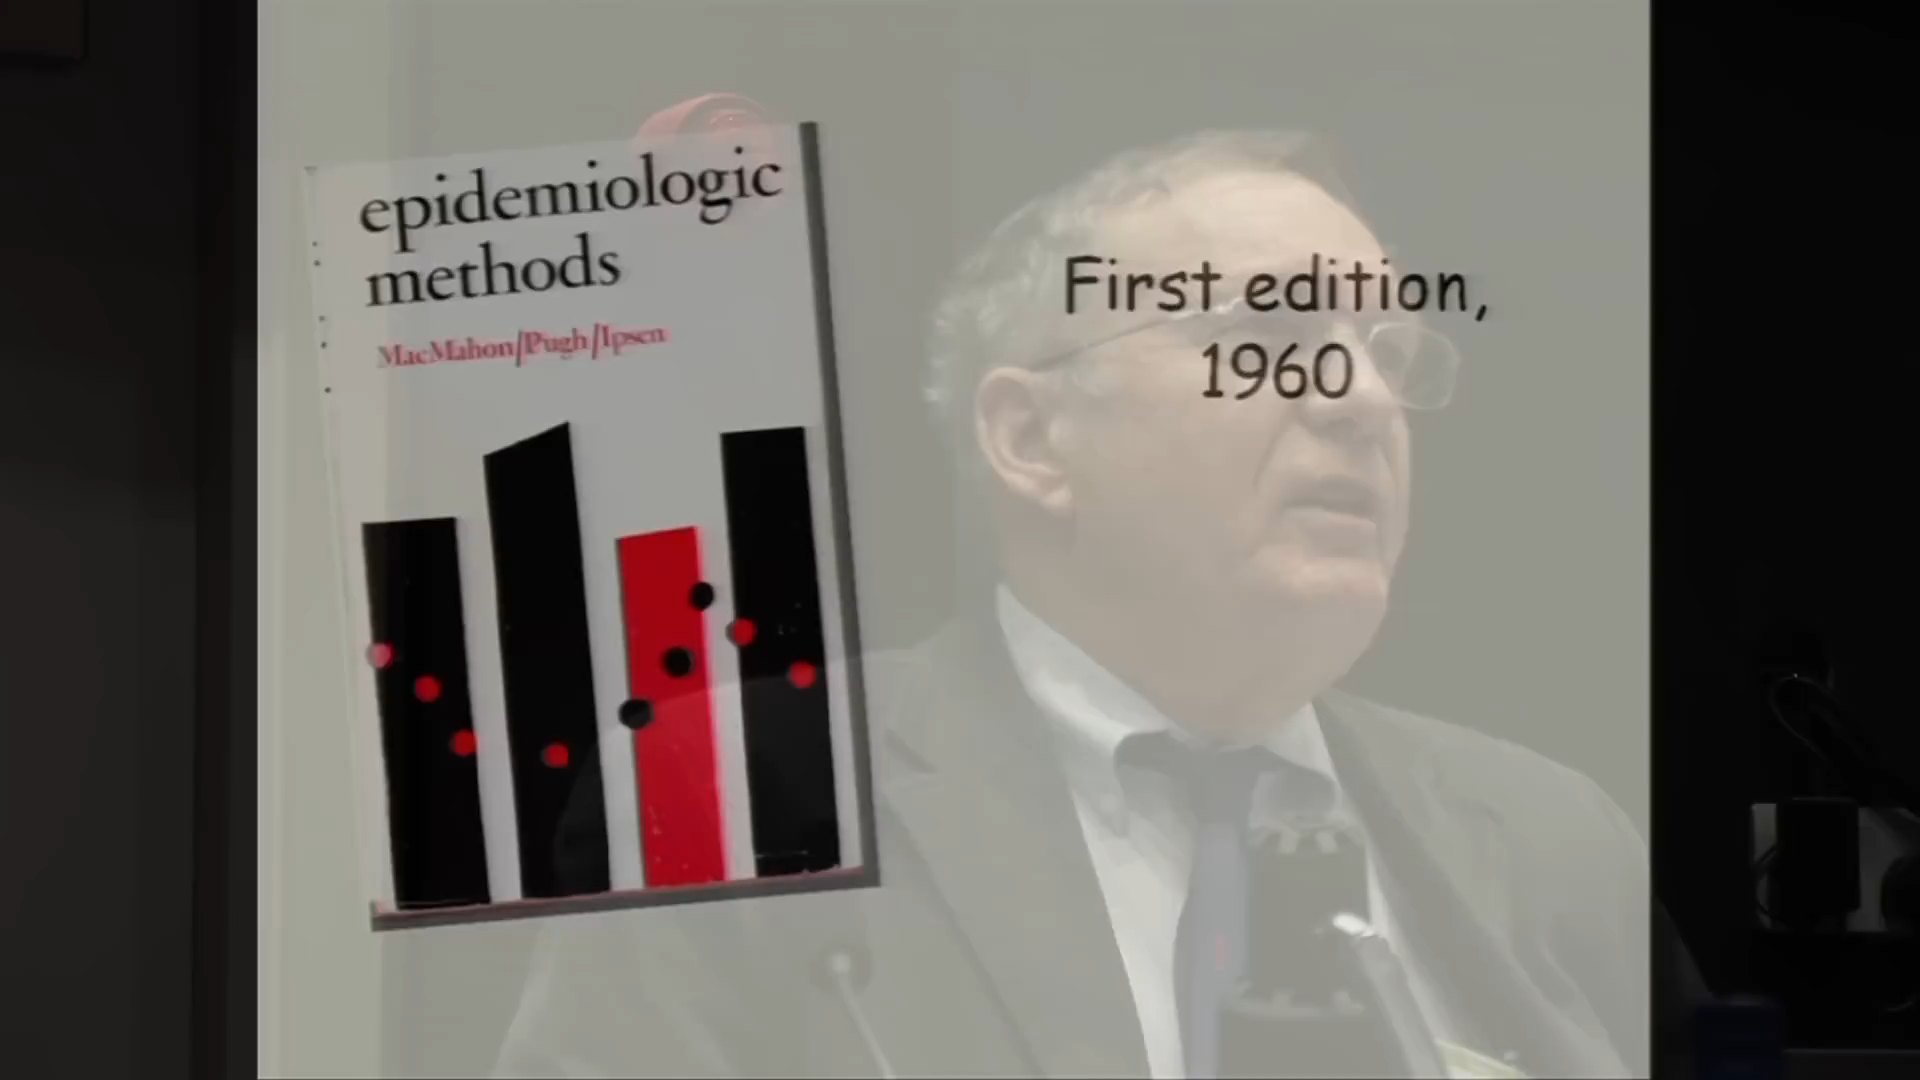 epidemiologic
methods
MacMahon/Pugh/Ipsen
First edition,
1960